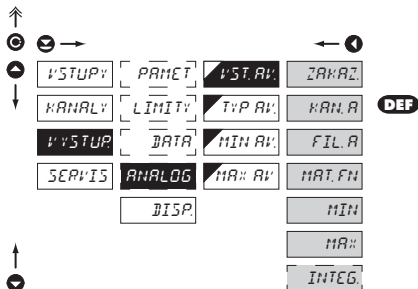 VSTUPY PAMET VST. AV. ZAKAZ.
KANALY LIMITY TYP AV. KAN. A DEF
VYSTUP. DATA MIN AV. FIL. A
SERVIS ANALOG MAX AV MAT. FN
DISP. MIN
MAX
INTEG.